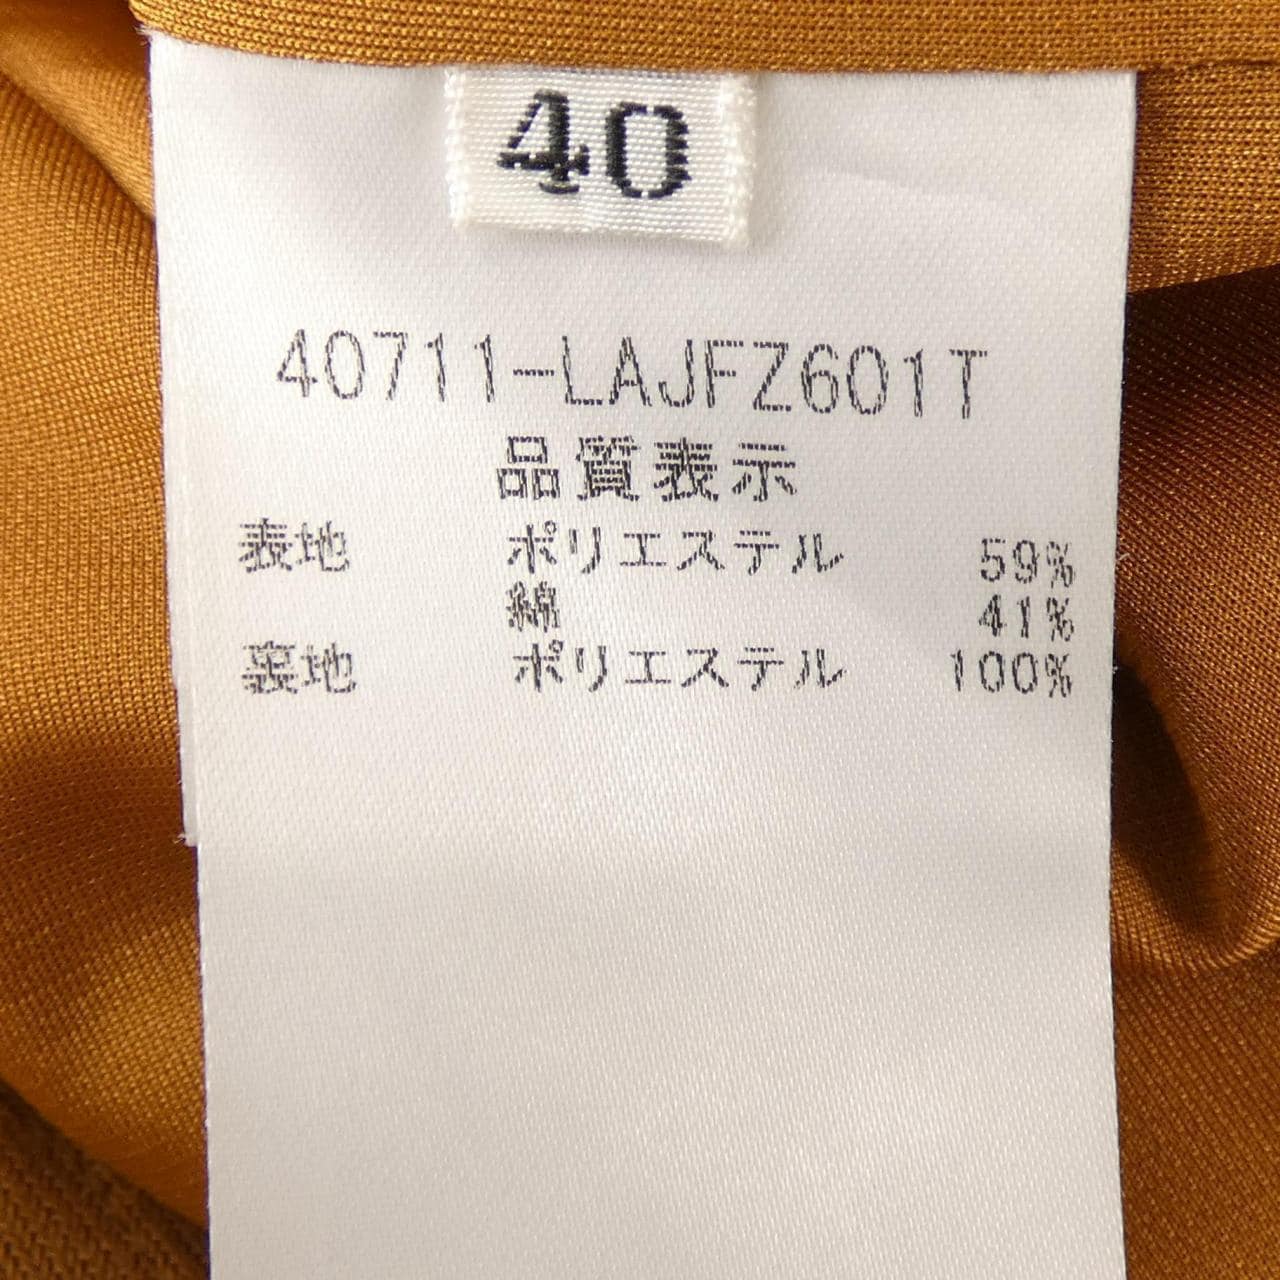 40
40711-LAJFZ601T
品質表示
表地 ポリエステル 59%
綿 41%
裏地 ポリエステル 100%